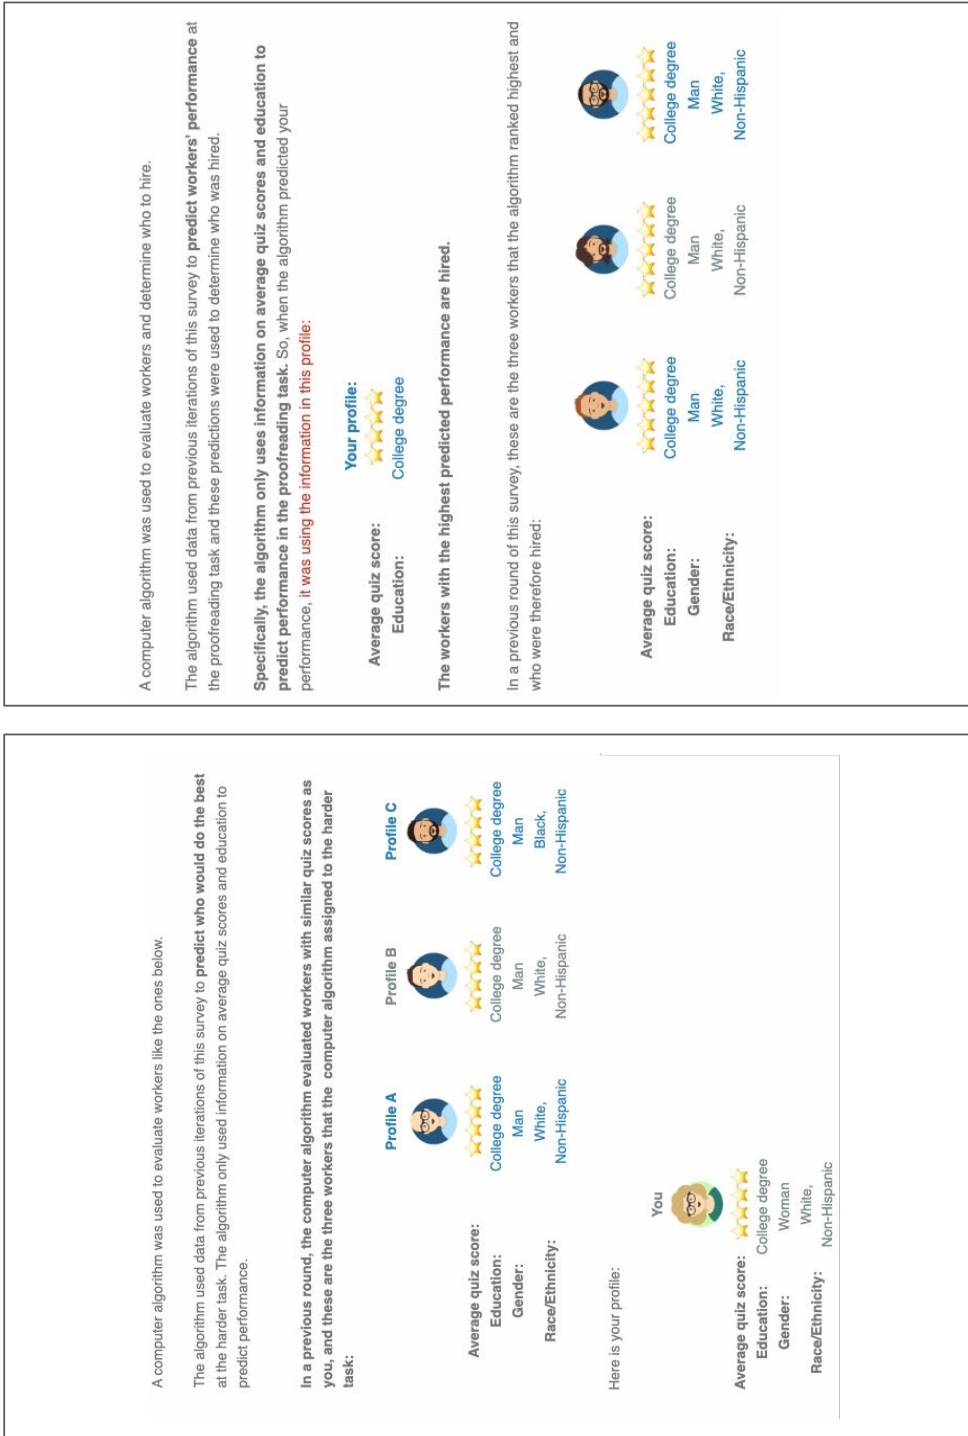 A computer algorithm was used to evaluate workers like the ones below.
The algorithm used data from previous iterations of this survey to predict who would do the best
at the harder task. The algorithm only used information on average quiz scores and education to
predict performance.
In a previous round, the computer algorithm evaluated workers with similar quiz scores as
you, and these are the three workers that the computer algorithm assigned to the harder
task:
Profile A Profile B Profile C
Average quiz score:
Education: College degree College degree College degree
Gender: Man Man Man
Race/Ethnicity: White, White, Black,
Non-Hispanic Non-Hispanic Non-Hispanic
Here is your profile:
You
Average quiz score:
Education: College degree
Gender: Woman
Race/Ethnicity: White,
Non-Hispanic
A computer algorithm was used to evaluate workers and determine who to hire.
The algorithm used data from previous iterations of this survey to predict workers' performance at
the proofreading task and these predictions were used to determine who was hired.
Specifically, the algorithm only uses information on average quiz scores and education to
predict performance in the proofreading task. So, when the algorithm predicted your
performance, it was using the information in this profile:
Your profile:
Average quiz score:
Education: College degree
The workers with the highest predicted performance are hired.
In a previous round of this survey, these are the three workers that the algorithm ranked highest and
who were therefore hired:
Average quiz score:
Education: College degree College degree College degree
Gender: Man Man Man
Race/Ethnicity: White, White, White,
Non-Hispanic Non-Hispanic Non-Hispanic